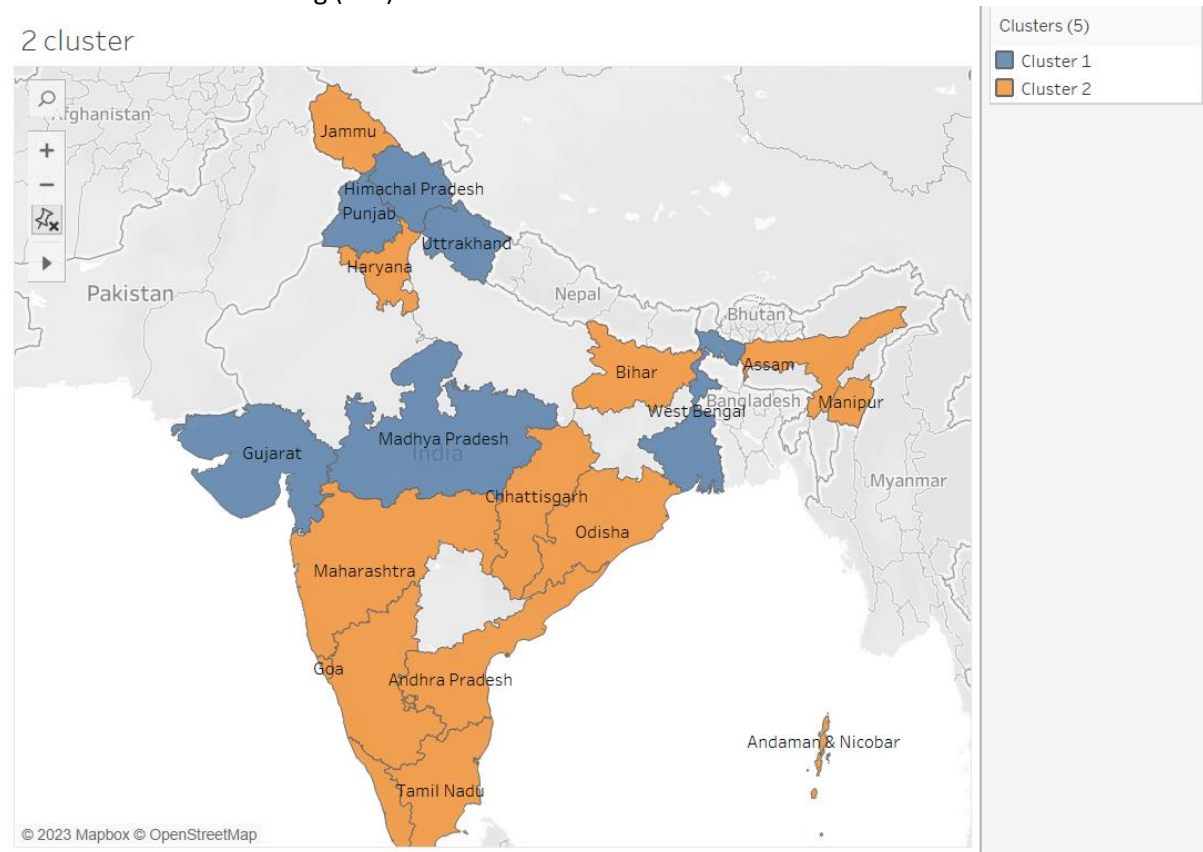 2 cluster
Clusters (5)
Cluster 1
Cluster 2
fghanistan
Jammu
Himachal Pradesh
Punjab
Uttrakhand
Haryana
Pakistan
Nepal
Bhutan
Bihar
Assam
West Bengal
Bangladesh
Manipur
Gujarat
Madhya Pradesh
India
Myanmar
Chhattisgarh
Odisha
Maharashtra
Goa
Andhra Pradesh
Andaman & Nicobar
Tamil Nadu
© 2023 Mapbox © OpenStreetMap